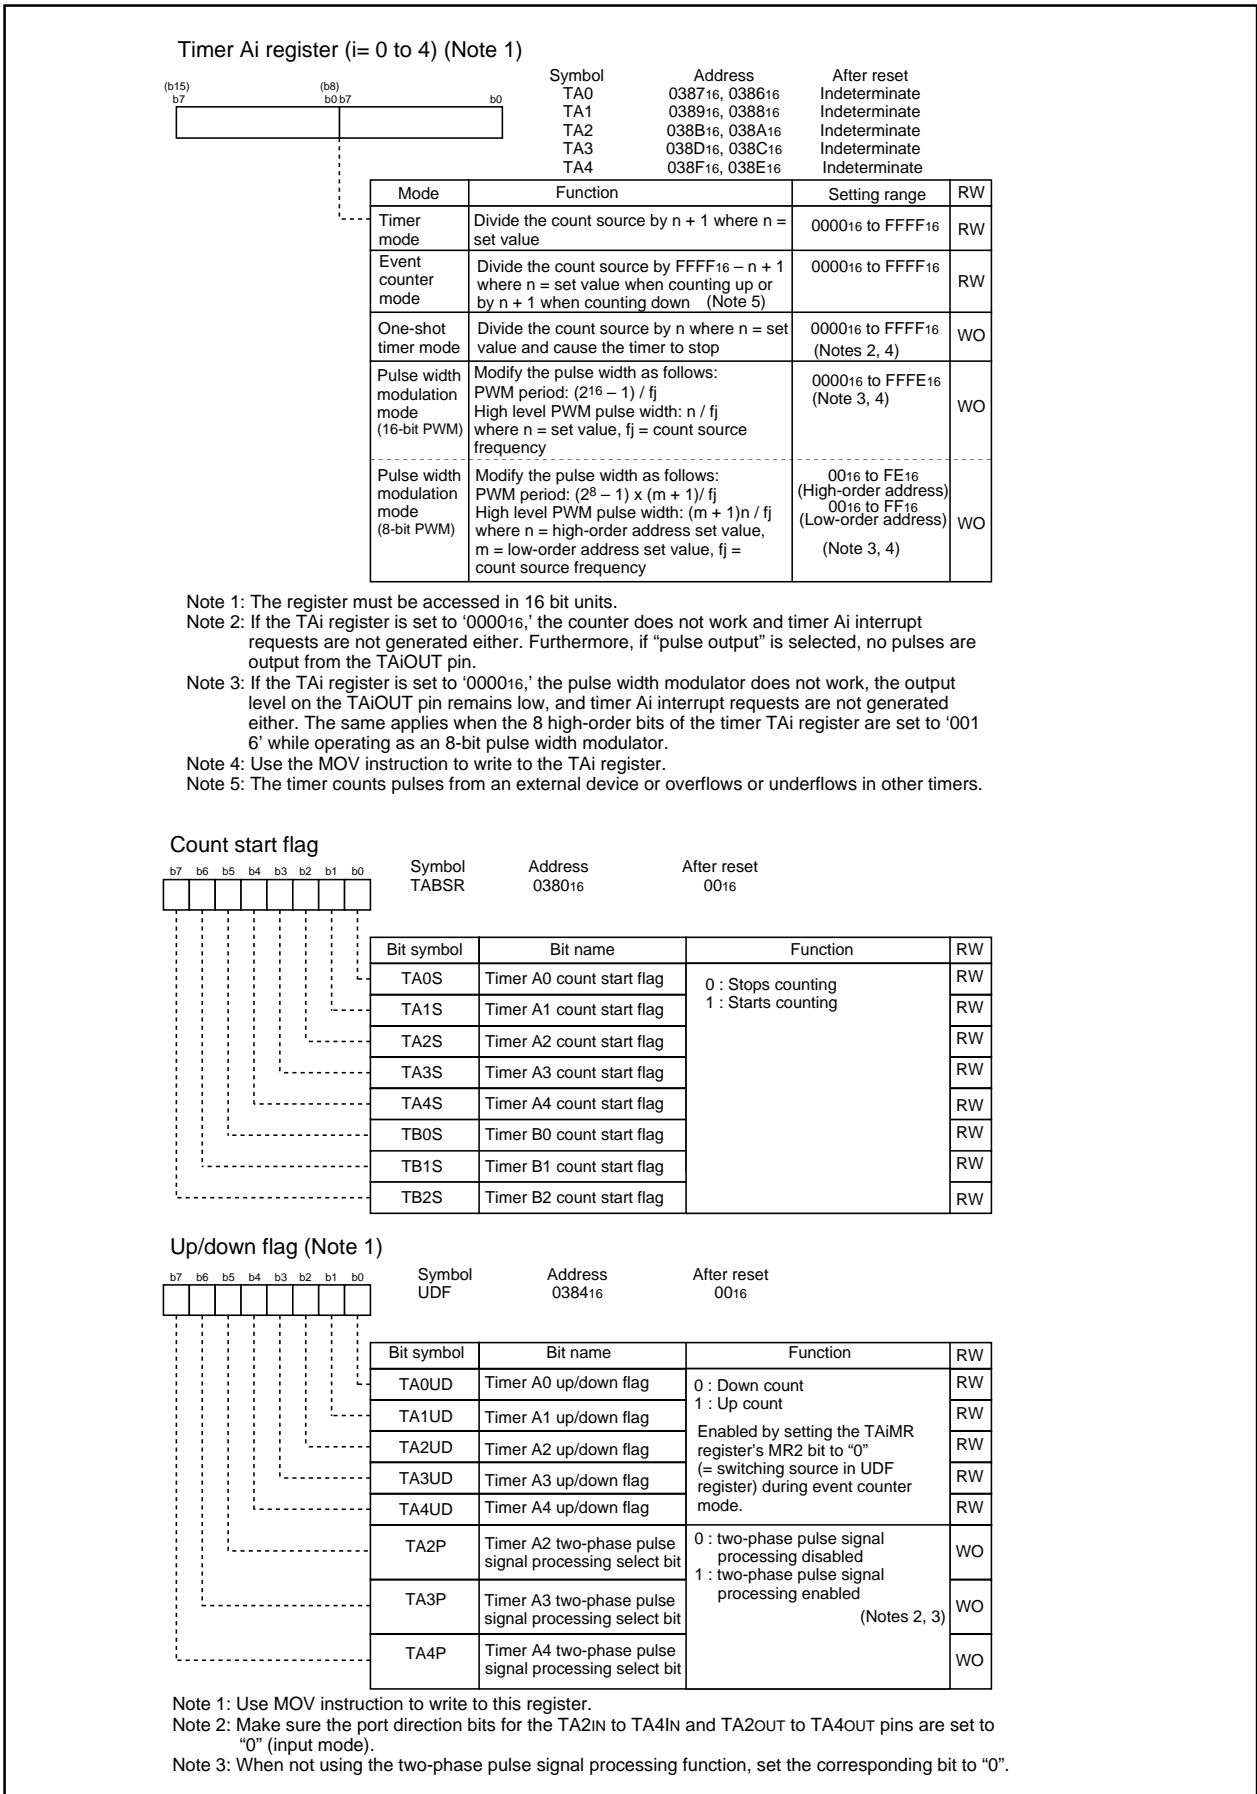 Timer Ai register (i= 0 to 4) (Note 1)
Symbol Address After reset
TA0 038716, 038616 Indeterminate
TA1 038916, 038816 Indeterminate
TA2 038B16, 038A16 Indeterminate
TA3 038D16, 038C16 Indeterminate
TA4 038F16, 038E16 Indeterminate
(b15) (b8)
b7 b0 b7 b0
Mode Function Setting range RW
Timer mode Divide the count source by n + 1 where n = set value 000016 to FFFF16 RW
Event counter mode Divide the count source by FFFF16 – n + 1 where n = set value when counting up or by n + 1 when counting down (Note 5) 000016 to FFFF16 RW
One-shot timer mode Divide the count source by n where n = set value and cause the timer to stop 000016 to FFFF16 (Notes 2, 4) WO
Pulse width modulation mode (16-bit PWM) Modify the pulse width as follows:
PWM period: (216 – 1) / fj
High level PWM pulse width: n / fj
where n = set value, fj = count source frequency
000016 to FFFE16 (Note 3, 4) WO
Pulse width modulation mode (8-bit PWM) Modify the pulse width as follows:
PWM period: (28 – 1) x (m + 1)/ fj
High level PWM pulse width: (m + 1)n / fj
where n = high-order address set value,
m = low-order address set value, fj =
count source frequency
0016 to FE16
(High-order address)
0016 to FF16
(Low-order address)
(Note 3, 4)
WO
Note 1: The register must be accessed in 16 bit units.
Note 2: If the TAi register is set to ‘000016,’ the counter does not work and timer Ai interrupt
requests are not generated either. Furthermore, if “pulse output” is selected, no pulses are
output from the TAiOUT pin.
Note 3: If the TAi register is set to ‘000016,’ the pulse width modulator does not work, the output
level on the TAiOUT pin remains low, and timer Ai interrupt requests are not generated
either. The same applies when the 8 high-order bits of the timer TAi register are set to ‘001
6’ while operating as an 8-bit pulse width modulator.
Note 4: Use the MOV instruction to write to the TAi register.
Note 5: The timer counts pulses from an external device or overflows or underflows in other timers.
Count start flag
b7 b6 b5 b4 b3 b2 b1 b0
Symbol Address After reset
TABSR 038016 0016
Bit symbol Bit name Function RW
TA0S Timer A0 count start flag RW
0 : Stops counting
1 : Starts counting
TA1S Timer A1 count start flag RW
TA2S Timer A2 count start flag RW
TA3S Timer A3 count start flag RW
TA4S Timer A4 count start flag RW
TB0S Timer B0 count start flag RW
TB1S Timer B1 count start flag RW
TB2S Timer B2 count start flag RW
Up/down flag (Note 1)
b7 b6 b5 b4 b3 b2 b1 b0
Symbol Address After reset
UDF 038416 0016
Bit symbol Bit name Function RW
TA0UD Timer A0 up/down flag RW
TA1UD Timer A1 up/down flag RW
TA2UD Timer A2 up/down flag RW
TA3UD Timer A3 up/down flag RW
TA4UD Timer A4 up/down flag RW
0 : Down count
1 : Up count
Enabled by setting the TAiMR
register’s MR2 bit to “0”
(= switching source in UDF
register) during event counter
mode.
TA2P Timer A2 two-phase pulse signal processing select bit WO
TA3P Timer A3 two-phase pulse signal processing select bit WO
TA4P Timer A4 two-phase pulse signal processing select bit WO
0 : two-phase pulse signal
processing disabled
1 : two-phase pulse signal
processing enabled
(Notes 2, 3)
Note 1: Use MOV instruction to write to this register.
Note 2: Make sure the port direction bits for the TA2IN to TA4IN and TA2OUT to TA4OUT pins are set to
“0” (input mode).
Note 3: When not using the two-phase pulse signal processing function, set the corresponding bit to “0”.